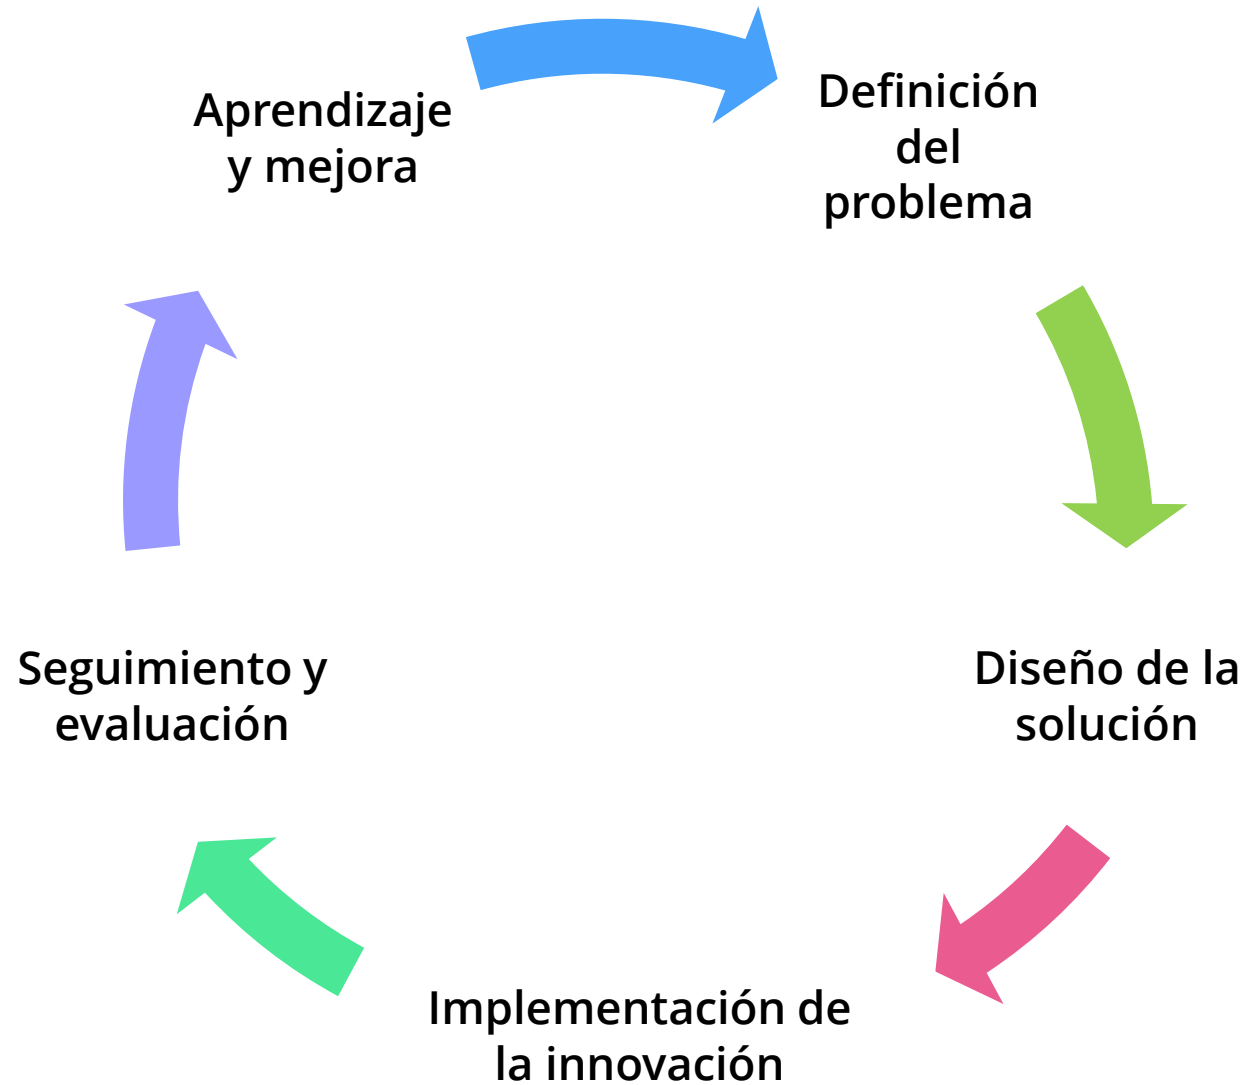 Aprendizaje
y mejora
Definición
del
problema
Diseño de la
solución
Implementación de
la innovación
Seguimiento y
evaluación